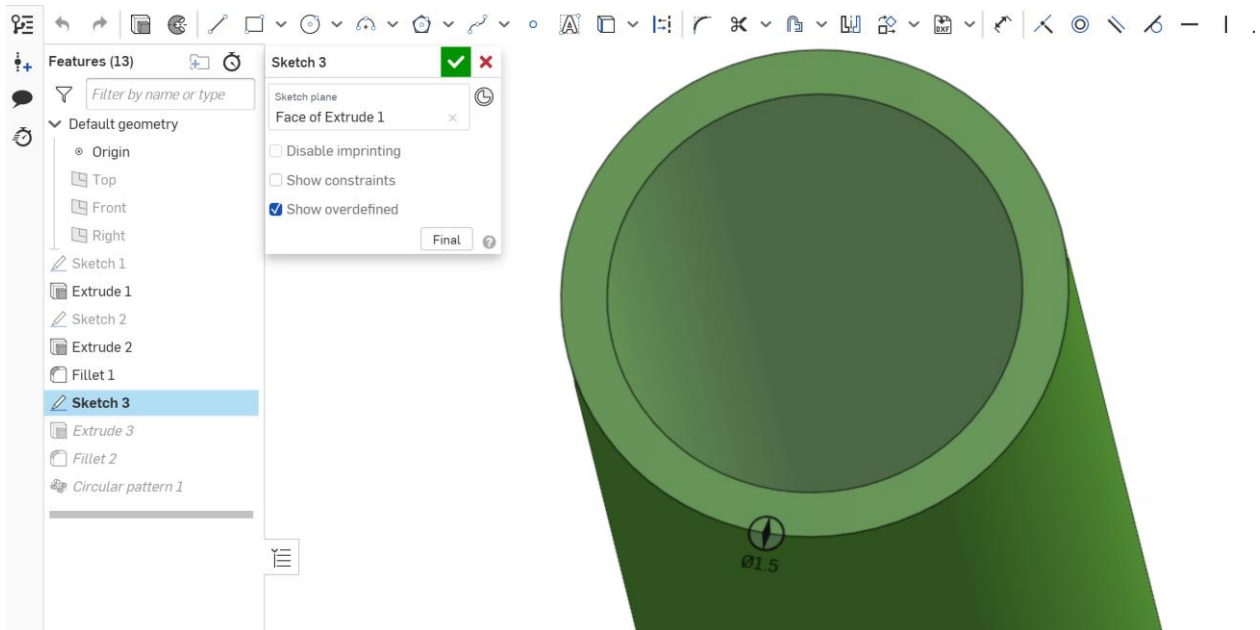 Features (13)
Filter by name or type
Default geometry
Origin
Top
Front
Right
Sketch 1
Extrude 1
Sketch 2
Extrude 2
Fillet 1
Sketch 3
Extrude 3
Fillet 2
Circular pattern 1
Sketch 3
Sketch plane
Face of Extrude 1
Disable imprinting
Show constraints
Show overdefined
Final
Ø1.5
A
DXF